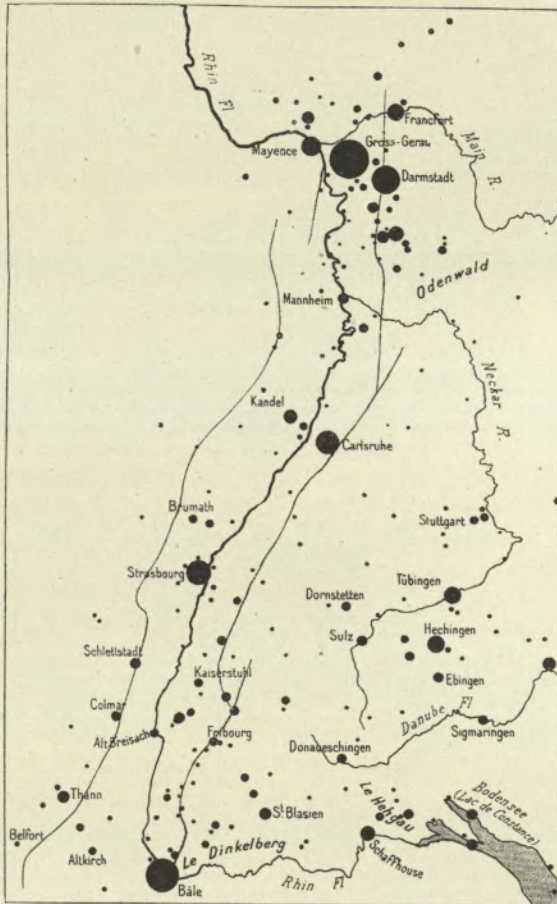 Rhin Fl
Francfort
Mayence
Gross-Gerau
Main R.
Darmstadt
Odenwald
Mannheim
Neckar R.
Kandel
Carlsruhe
Brumath
Stuttgart
Strasbourg
Tübingen
Dornstetten
Sulz
Hechingen
Schlettstadt
Kaiserstuhl
Ebingen
Colmar
Danube Fl
Alt Breisach
Fribourg
Sigmaringen
Donaueschingen
Thann
St Blasien
Le Hehgau
Bodensee
(Lac de Constance)
Belfort
Altkirch
Le Dinkelberg
Schaffhouse
Bâle
Rhin Fl